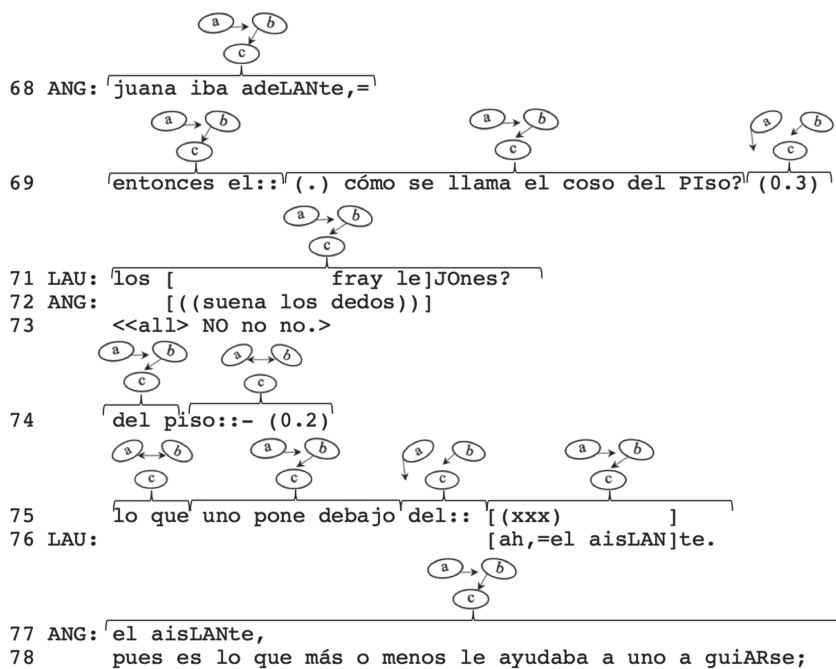 a b
c
68 ANG: juana iba adeLANte,=
a b a b a b
c c c
69 entonces el:: (.) cómo se llama el coso del PIso? (0.3)
a b
c
71 LAU: los [ fray le]JOnes?
72 ANG: [((suena los dedos))]
73 <<all> NO no no.>
a b a b
c c
74 del piso::- (0.2)
a b a b a b a b
c c c c
75 lo que uno pone debajo del:: [(xxx) ]
76 LAU: [ah,=el aisLAN]te.
a b
c
77 ANG: el aisLANte,
78 pues es lo que más o menos le ayudaba a uno a guiARse;